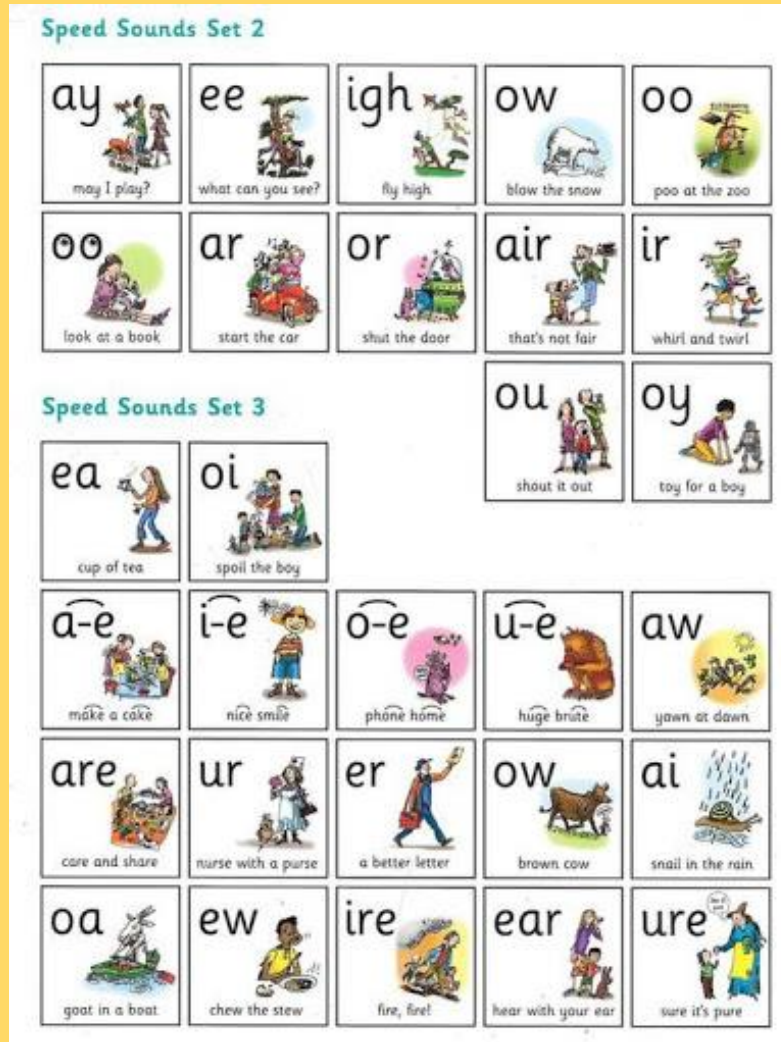 Speed Sounds Set 2
ay
may I play?
ee
what can you see?
igh
fly high
ow
blow the snow
oo
poo at the zoo
oo
look at a book
ar
start the car
or
shut the door
air
that's not fair
ir
whirl and twirl
ou
shout it out
oy
toy for a boy
Speed Sounds Set 3
ea
cup of tea
oi
spoil the boy
a-e
make a cake
i-e
nice smile
o-e
phone home
u-e
huge brute
aw
yawn at dawn
are
care and share
ur
nurse with a purse
er
a better letter
ow
brown cow
ai
snail in the rain
oa
goat in a boat
ew
chew the stew
ire
fire, fire!
ear
hear with your ear
ure
sure it's pure